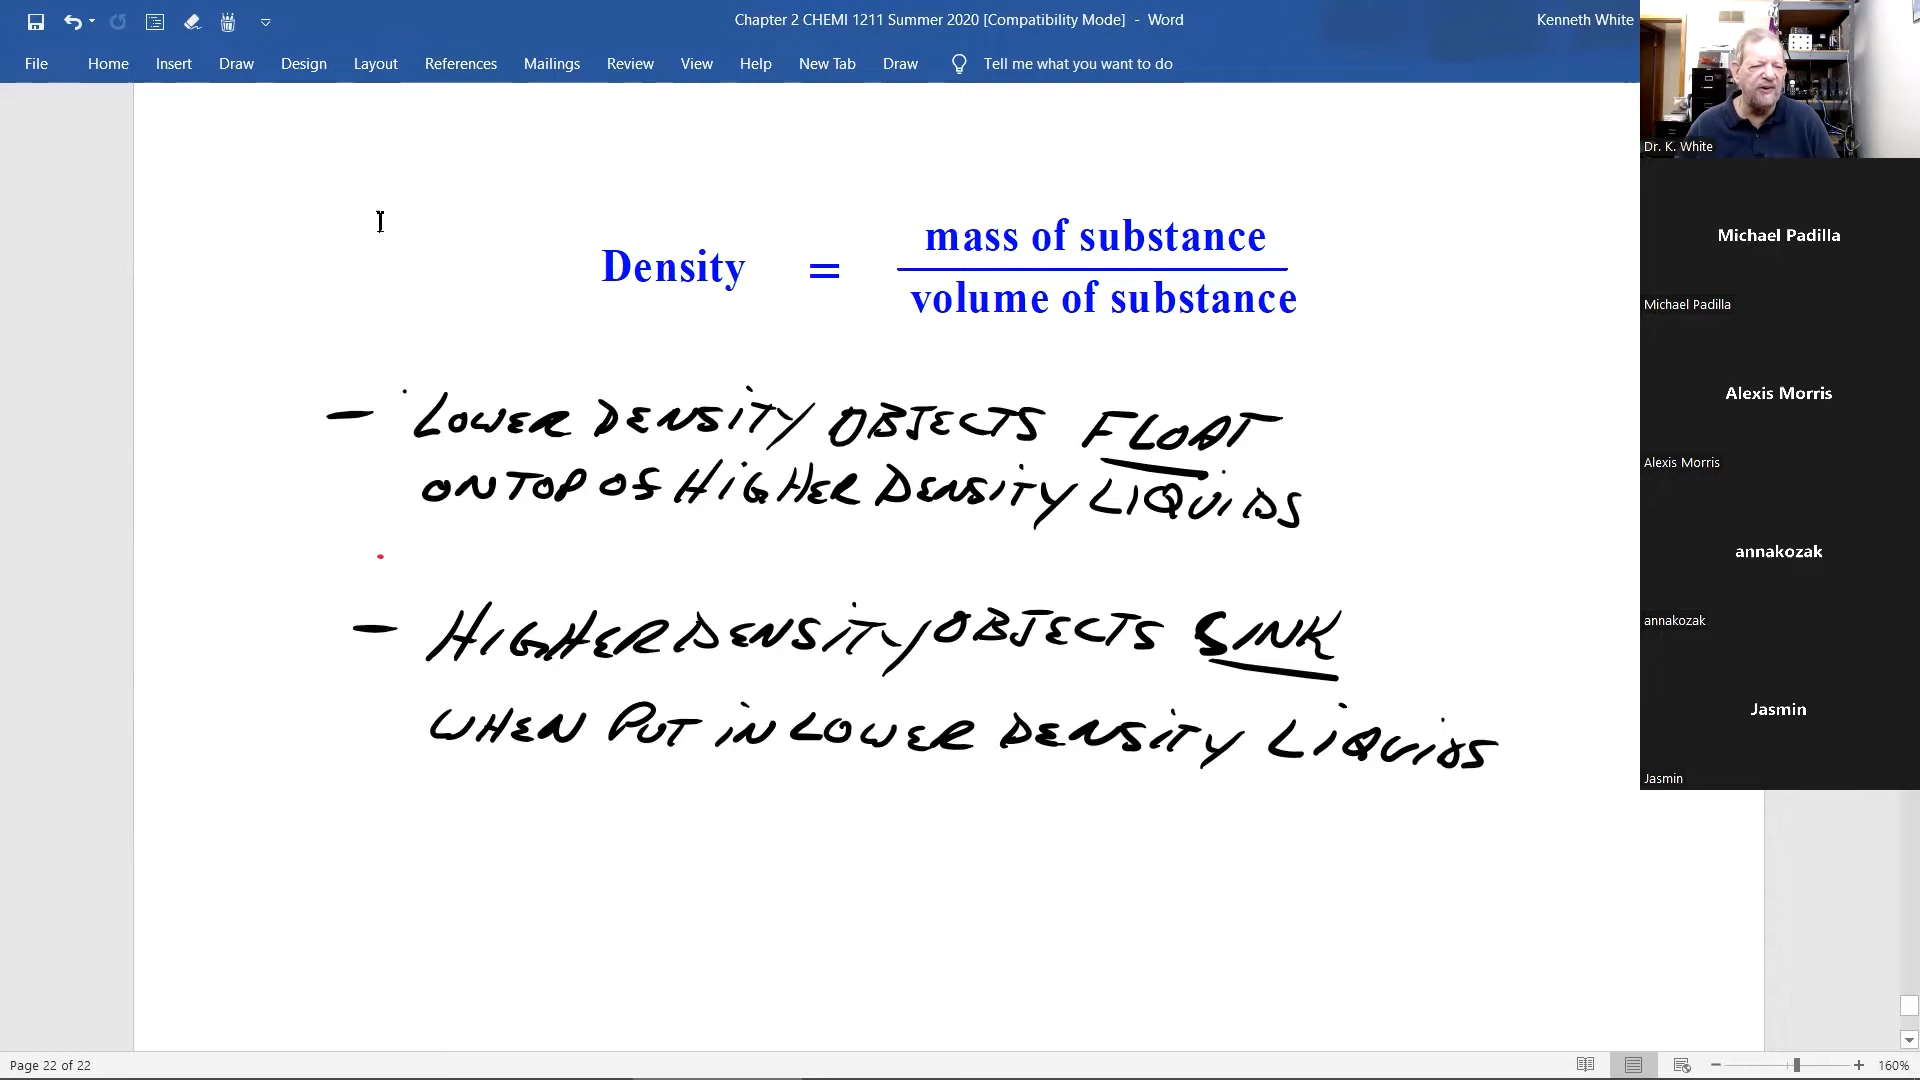 Chapter 2 CHEMI 1211 Summer 2020 [Compatibility Mode] - Word
Kenneth White
File Home Insert Draw Design Layout References Mailings Review View Help New Tab Draw Tell me what you want to do
Dr. K. White
Density = mass of substance
volume of substance
- LOWER DENSITY OBJECTS FLOAT
ON TOP OF HIGHER DENSITY LIQUIDS
- HIGHER DENSITY OBJECTS SINK
WHEN PUT IN LOWER DENSITY LIQUIDS
Michael Padilla
Michael Padilla
Alexis Morris
Alexis Morris
annakozak
annakozak
Jasmin
Jasmin
Page 22 of 22
160%